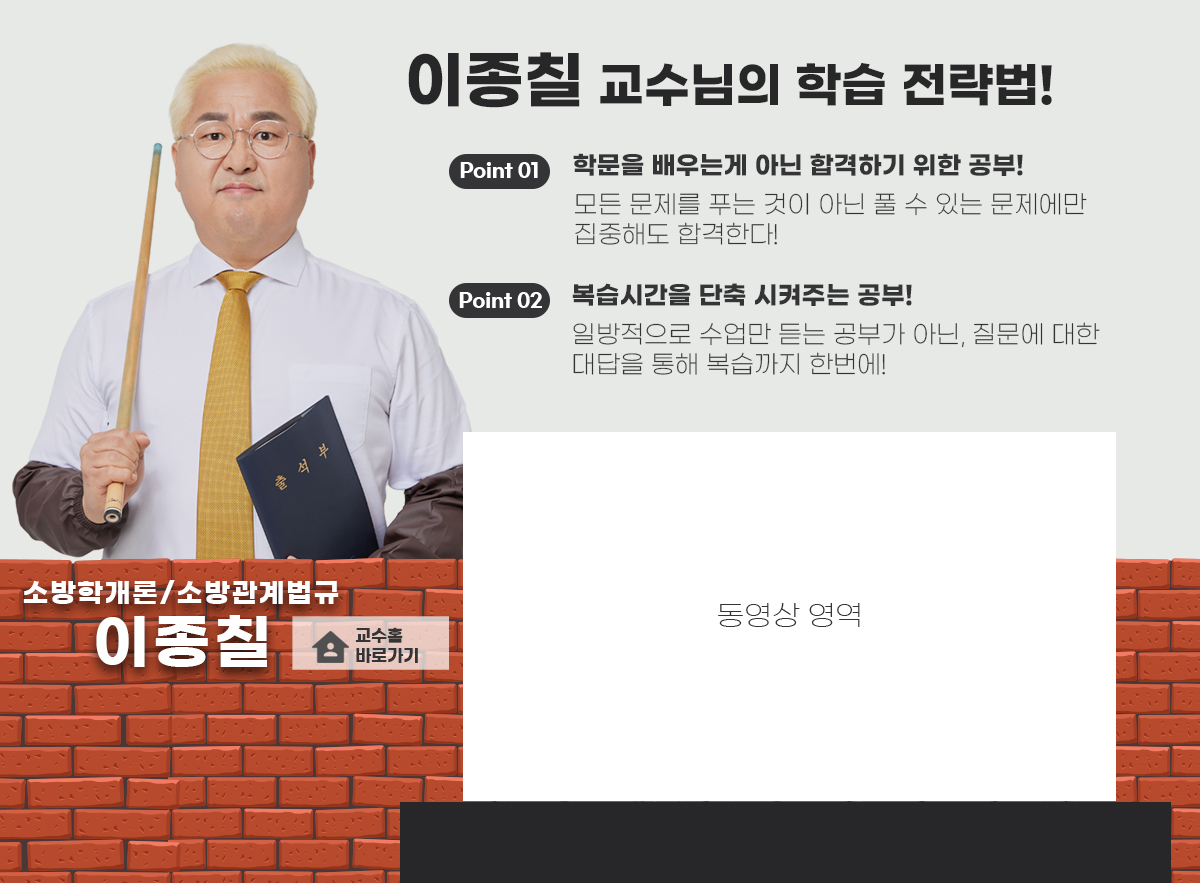 이종칠 교수님의 학습 전략법!
Point 01
학문을 배우는게 아닌 합격하기 위한 공부!
모든 문제를 푸는 것이 아닌 풀 수 있는 문제에만
집중해도 합격한다!
Point 02
복습시간을 단축 시켜주는 공부!
일방적으로 수업만 듣는 공부가 아닌, 질문에 대한
대답을 통해 복습까지 한번에!
출석부
소방학개론/소방관계법규
이종칠
교수홈
바로가기
동영상 영역